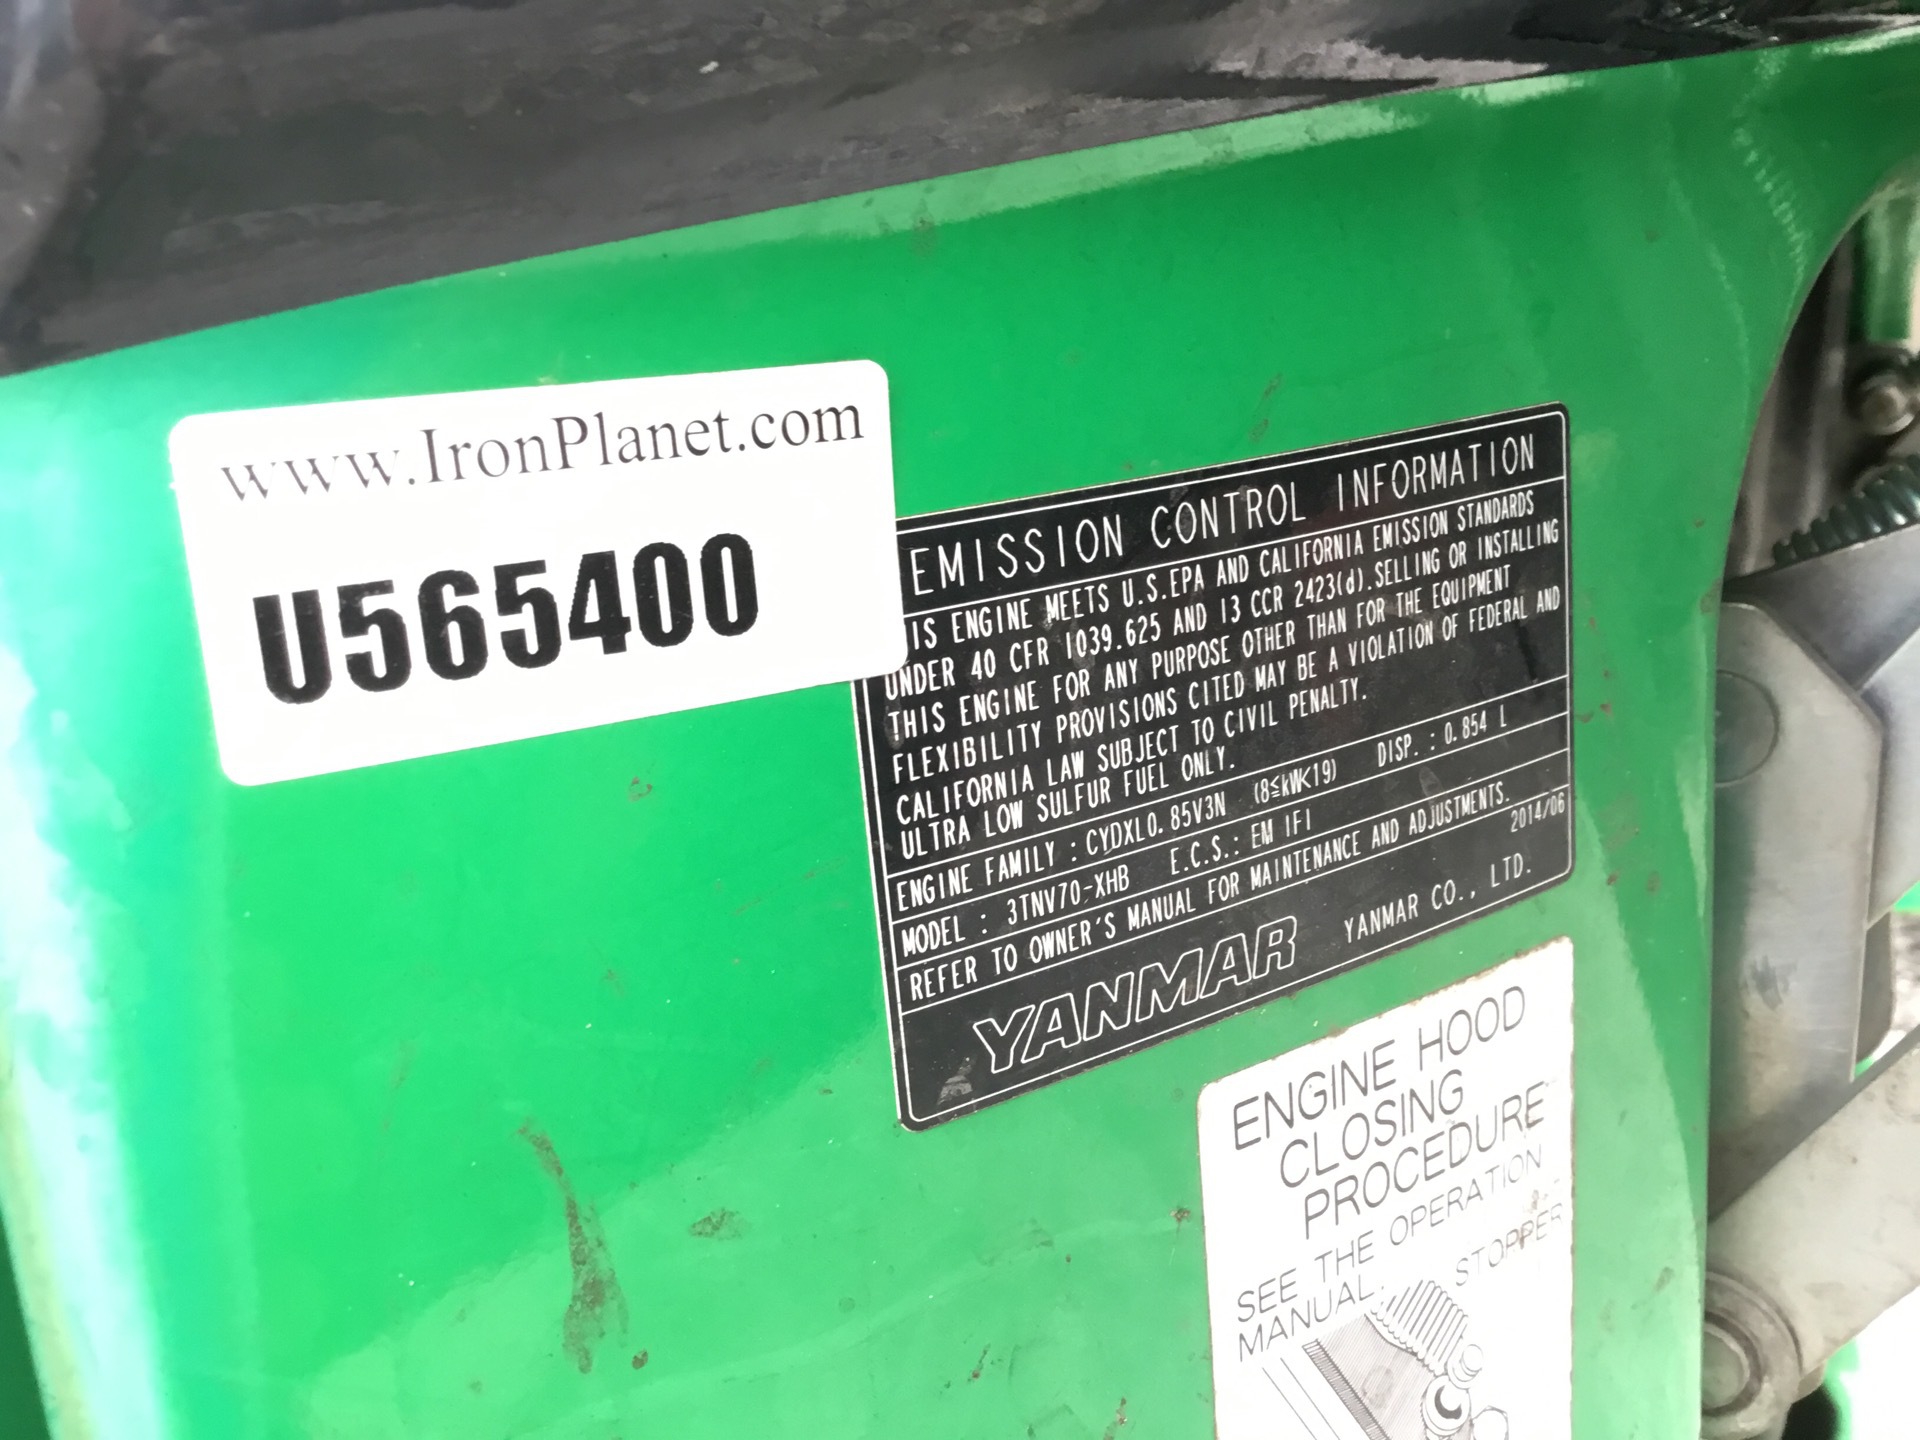 www.IronPlanet.com
U565400
EMISSION CONTROL INFORMATION
IS ENGINE MEETS U.S.EPA AND CALIFORNIA EMISSION STANDARDS
UNDER 40 CFR 1039.625 AND 13 CCR 2423(d).SELLING OR INSTALLING
THIS ENGINE FOR ANY PURPOSE OTHER THAN FOR THE EQUIPMENT
FLEXIBILITY PROVISIONS CITED MAY BE A VIOLATION OF FEDERAL AND
CALIFORNIA LAW SUBJECT TO CIVIL PENALTY.
ULTRA LOW SULFUR FUEL ONLY.
ENGINE FAMILY : CYDXL0.85V3N (8≦kW<19) DISP. : 0.854 L
MODEL : 3TNV70-XHB E.C.S.: EM IFI
REFER TO OWNER'S MANUAL FOR MAINTENANCE AND ADJUSTMENTS.
2014/06
YANMAR YANMAR CO., LTD.
ENGINE HOOD
CLOSING
PROCEDURE
SEE THE OPERATION
MANUAL.
STOPPER